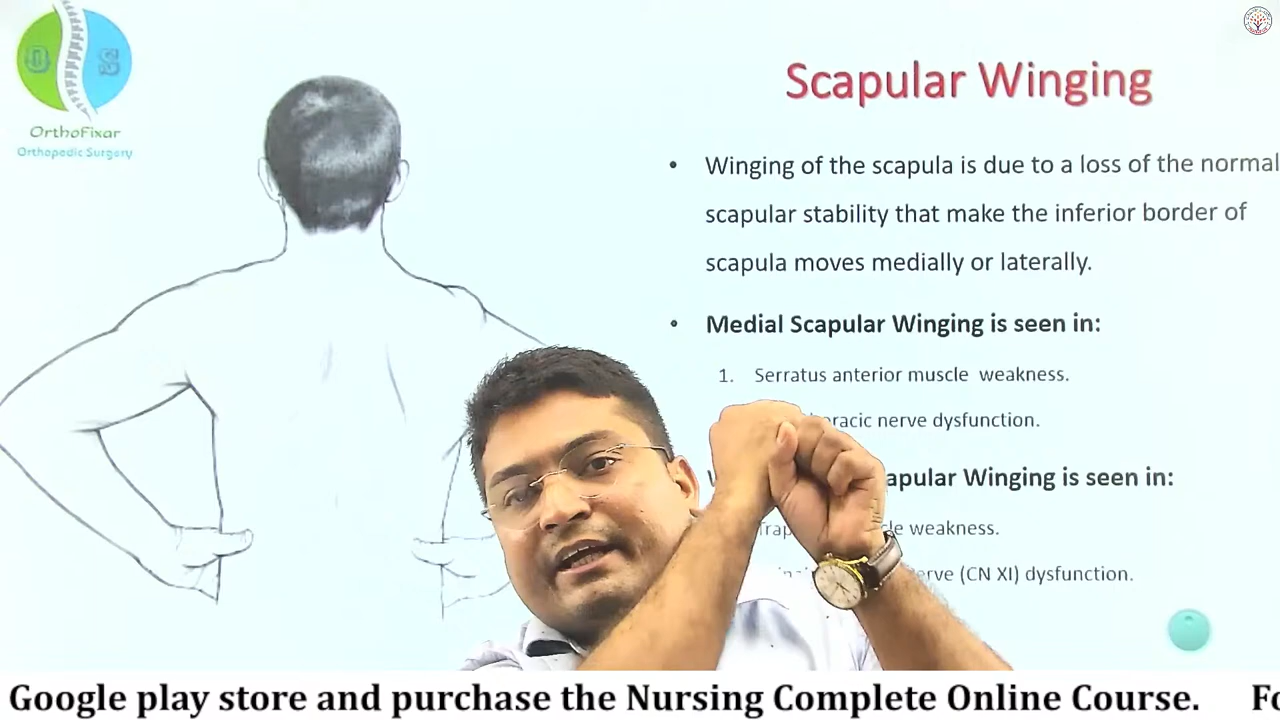 OrthoFixar
Orthopedic Surgery
Scapular Winging
• Winging of the scapula is due to a loss of the normal
scapular stability that make the inferior border of
scapula moves medially or laterally.
• Medial Scapular Winging is seen in:
1. Serratus anterior muscle weakness.
nerve dysfunction.
Winging is seen in:
weakness.
(CN XI) dysfunction.
Google play store and purchase the Nursing Complete Online Course. Fo